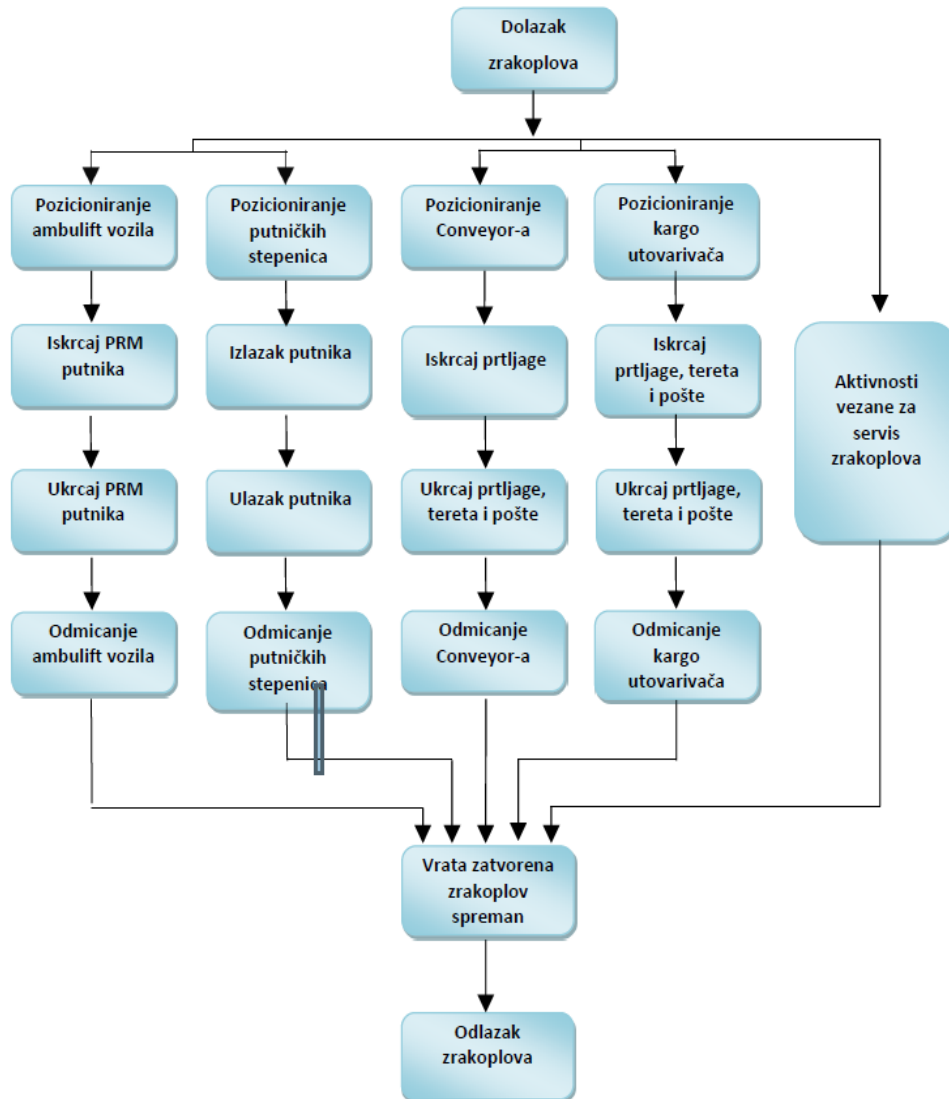 Dolazak
zrakoplova
Pozicioniranje
ambulift vozila
Pozicioniranje
putničkih
stepenica
Pozicioniranje
Conveyor-a
Pozicioniranje
kargo
utovarivača
Iskrcaj PRM
putnika
Izlazak putnika
Iskrcaj prtljage
Iskrcaj
prtljage, tereta
i pošte
Aktivnosti
vezane za
servis
zrakoplova
Ukrcaj PRM
putnika
Ulazak putnika
Ukrcaj prtljage,
tereta i pošte
Ukrcaj prtljage,
tereta i pošte
Odmicanje
ambulift vozila
Odmicanje
putničkih
stepenica
Odmicanje
Conveyor-a
Odmicanje
kargo
utovarivača
Vrata zatvorena
zrakoplov
spreman
Odlazak
zrakoplova